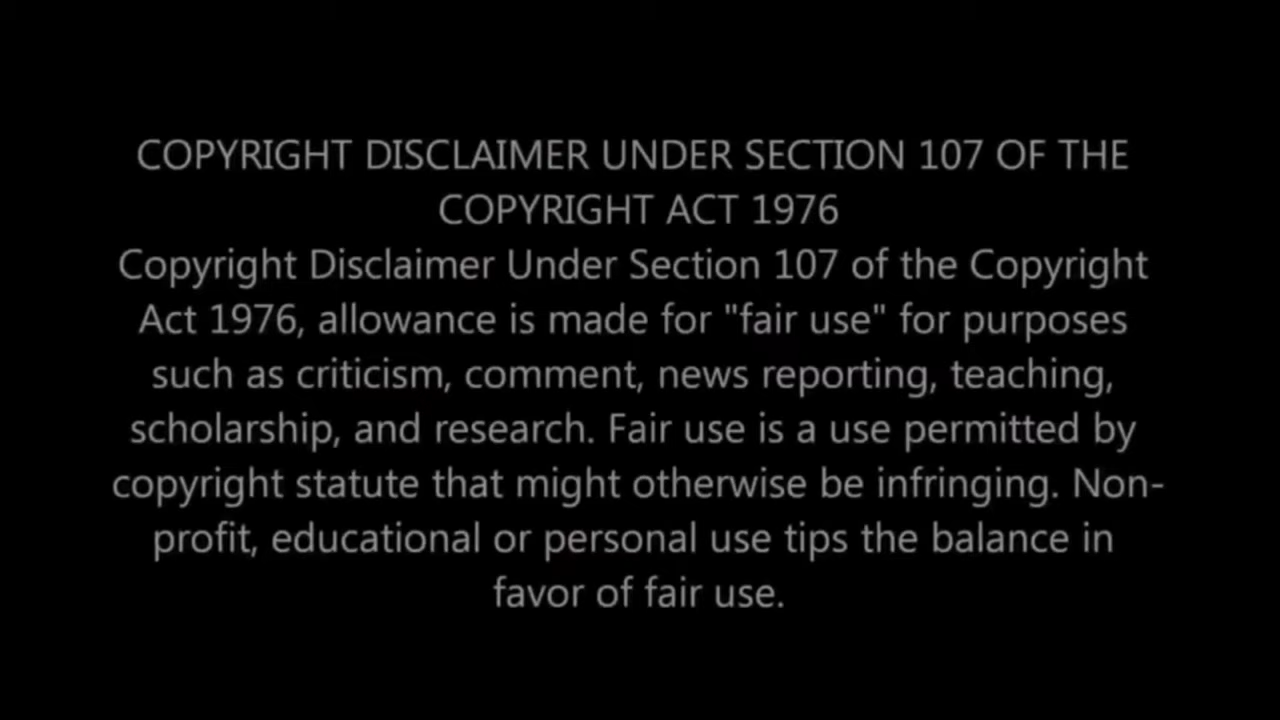 COPYRIGHT DISCLAIMER UNDER SECTION 107 OF THE
COPYRIGHT ACT 1976
Copyright Disclaimer Under Section 107 of the Copyright
Act 1976, allowance is made for "fair use" for purposes
such as criticism, comment, news reporting, teaching,
scholarship, and research. Fair use is a use permitted by
copyright statute that might otherwise be infringing. Non-
profit, educational or personal use tips the balance in
favor of fair use.